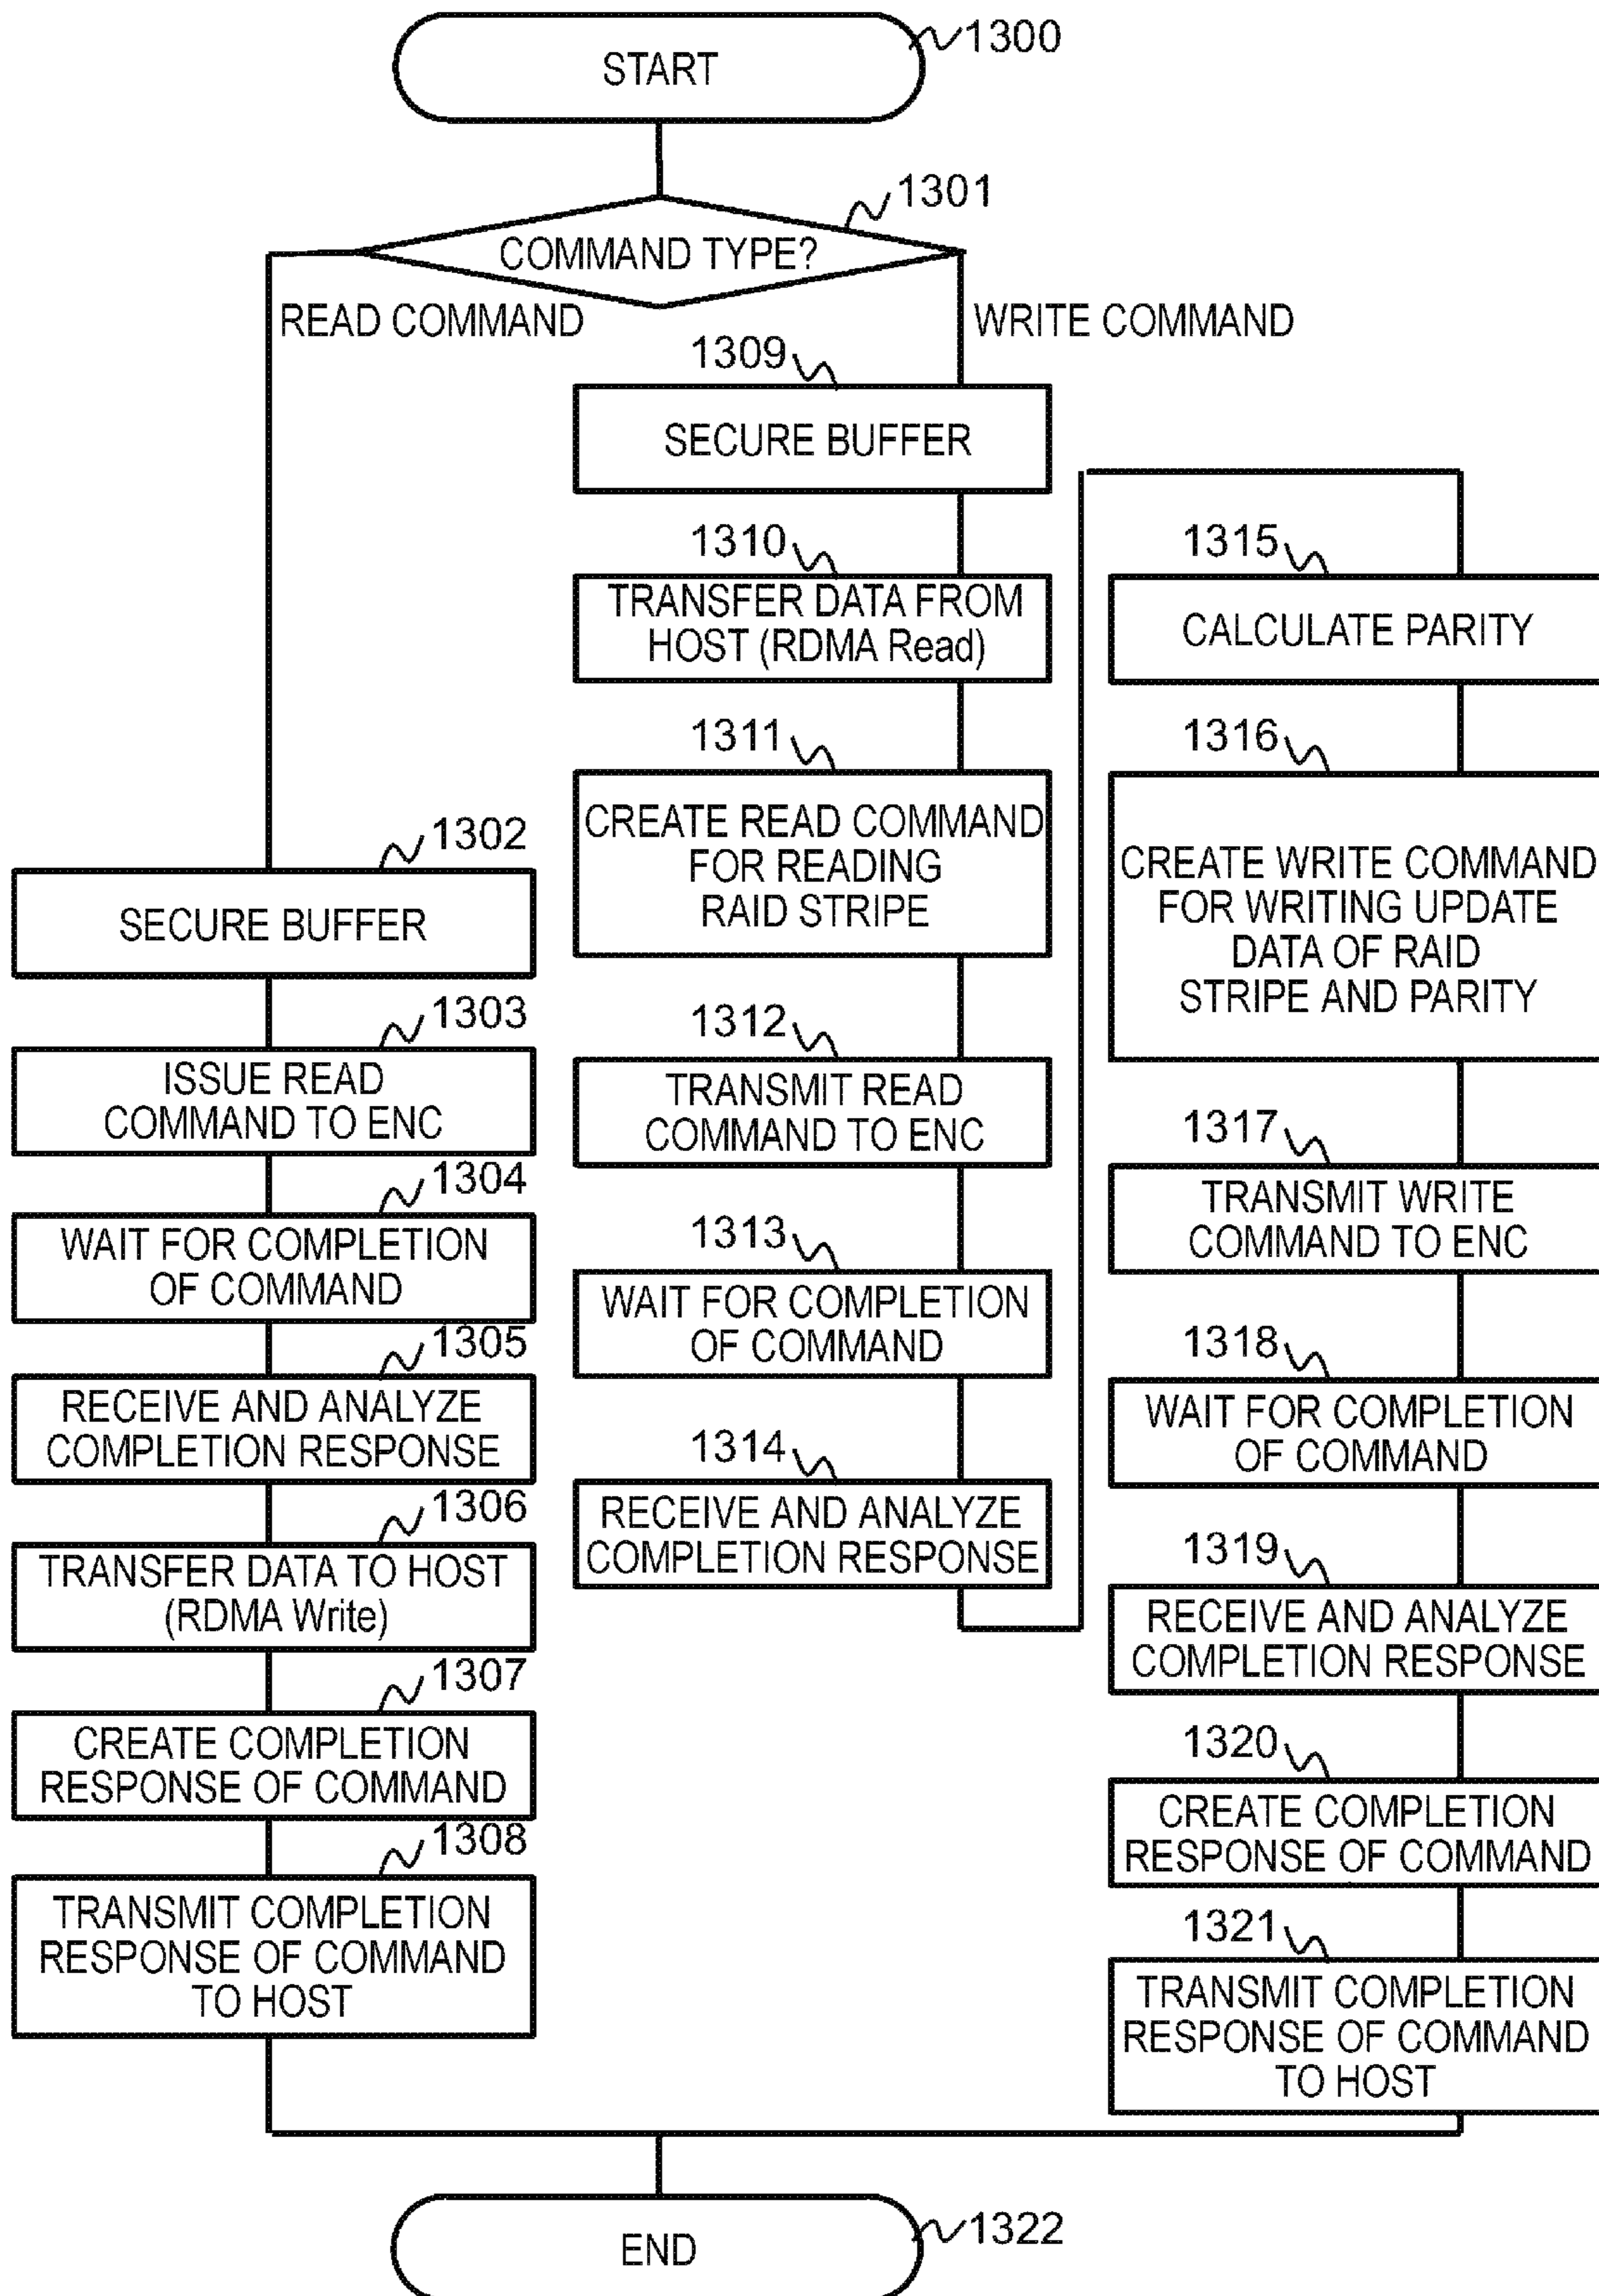 1300
START
1301
COMMAND TYPE?
READ COMMAND
WRITE COMMAND
1302
SECURE BUFFER
1303
ISSUE READ
COMMAND TO ENC
1304
WAIT FOR COMPLETION
OF COMMAND
1305
RECEIVE AND ANALYZE
COMPLETION RESPONSE
1306
TRANSFER DATA TO HOST
(RDMA Write)
1307
CREATE COMPLETION
RESPONSE OF COMMAND
1308
TRANSMIT COMPLETION
RESPONSE OF COMMAND
TO HOST
1309
SECURE BUFFER
1310
TRANSFER DATA FROM
HOST (RDMA Read)
1311
CREATE READ COMMAND
FOR READING
RAID STRIPE
1312
TRANSMIT READ
COMMAND TO ENC
1313
WAIT FOR COMPLETION
OF COMMAND
1314
RECEIVE AND ANALYZE
COMPLETION RESPONSE
1315
CALCULATE PARITY
1316
CREATE WRITE COMMAND
FOR WRITING UPDATE
DATA OF RAID
STRIPE AND PARITY
1317
TRANSMIT WRITE
COMMAND TO ENC
1318
WAIT FOR COMPLETION
OF COMMAND
1319
RECEIVE AND ANALYZE
COMPLETION RESPONSE
1320
CREATE COMPLETION
RESPONSE OF COMMAND
1321
TRANSMIT COMPLETION
RESPONSE OF COMMAND
TO HOST
END
1322